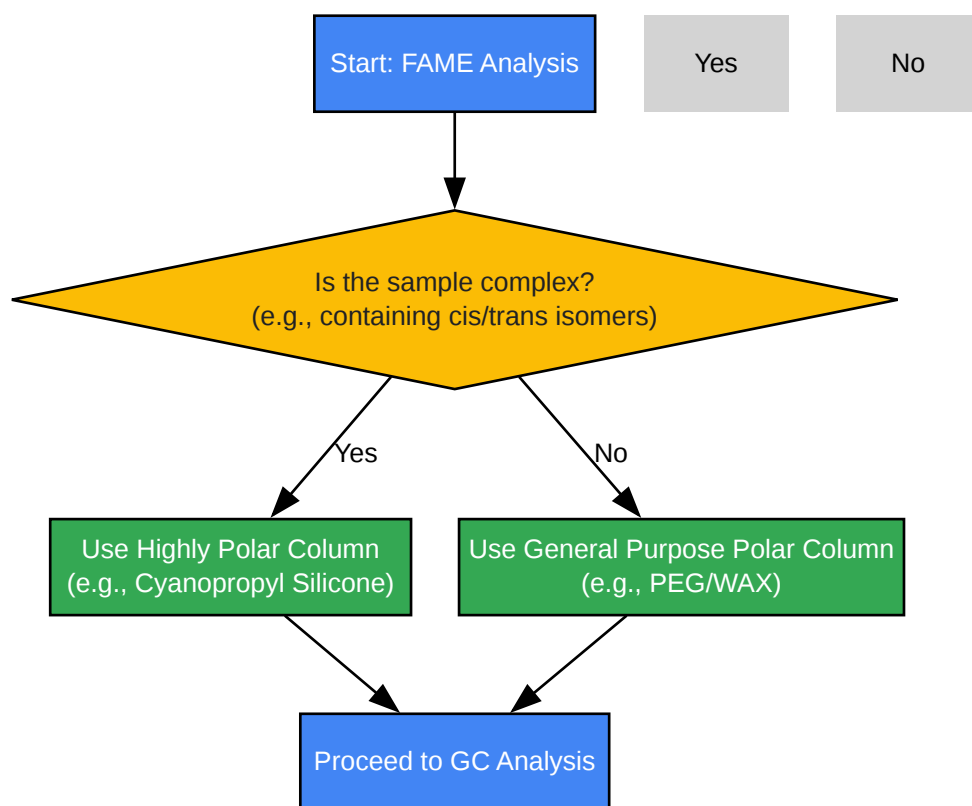 Start: FAME Analysis
Yes
No
Is the sample complex?
(e.g., containing cis/trans isomers)
Yes
No
Use Highly Polar Column
(e.g., Cyanopropyl Silicone)
Use General Purpose Polar Column
(e.g., PEG/WAX)
Proceed to GC Analysis